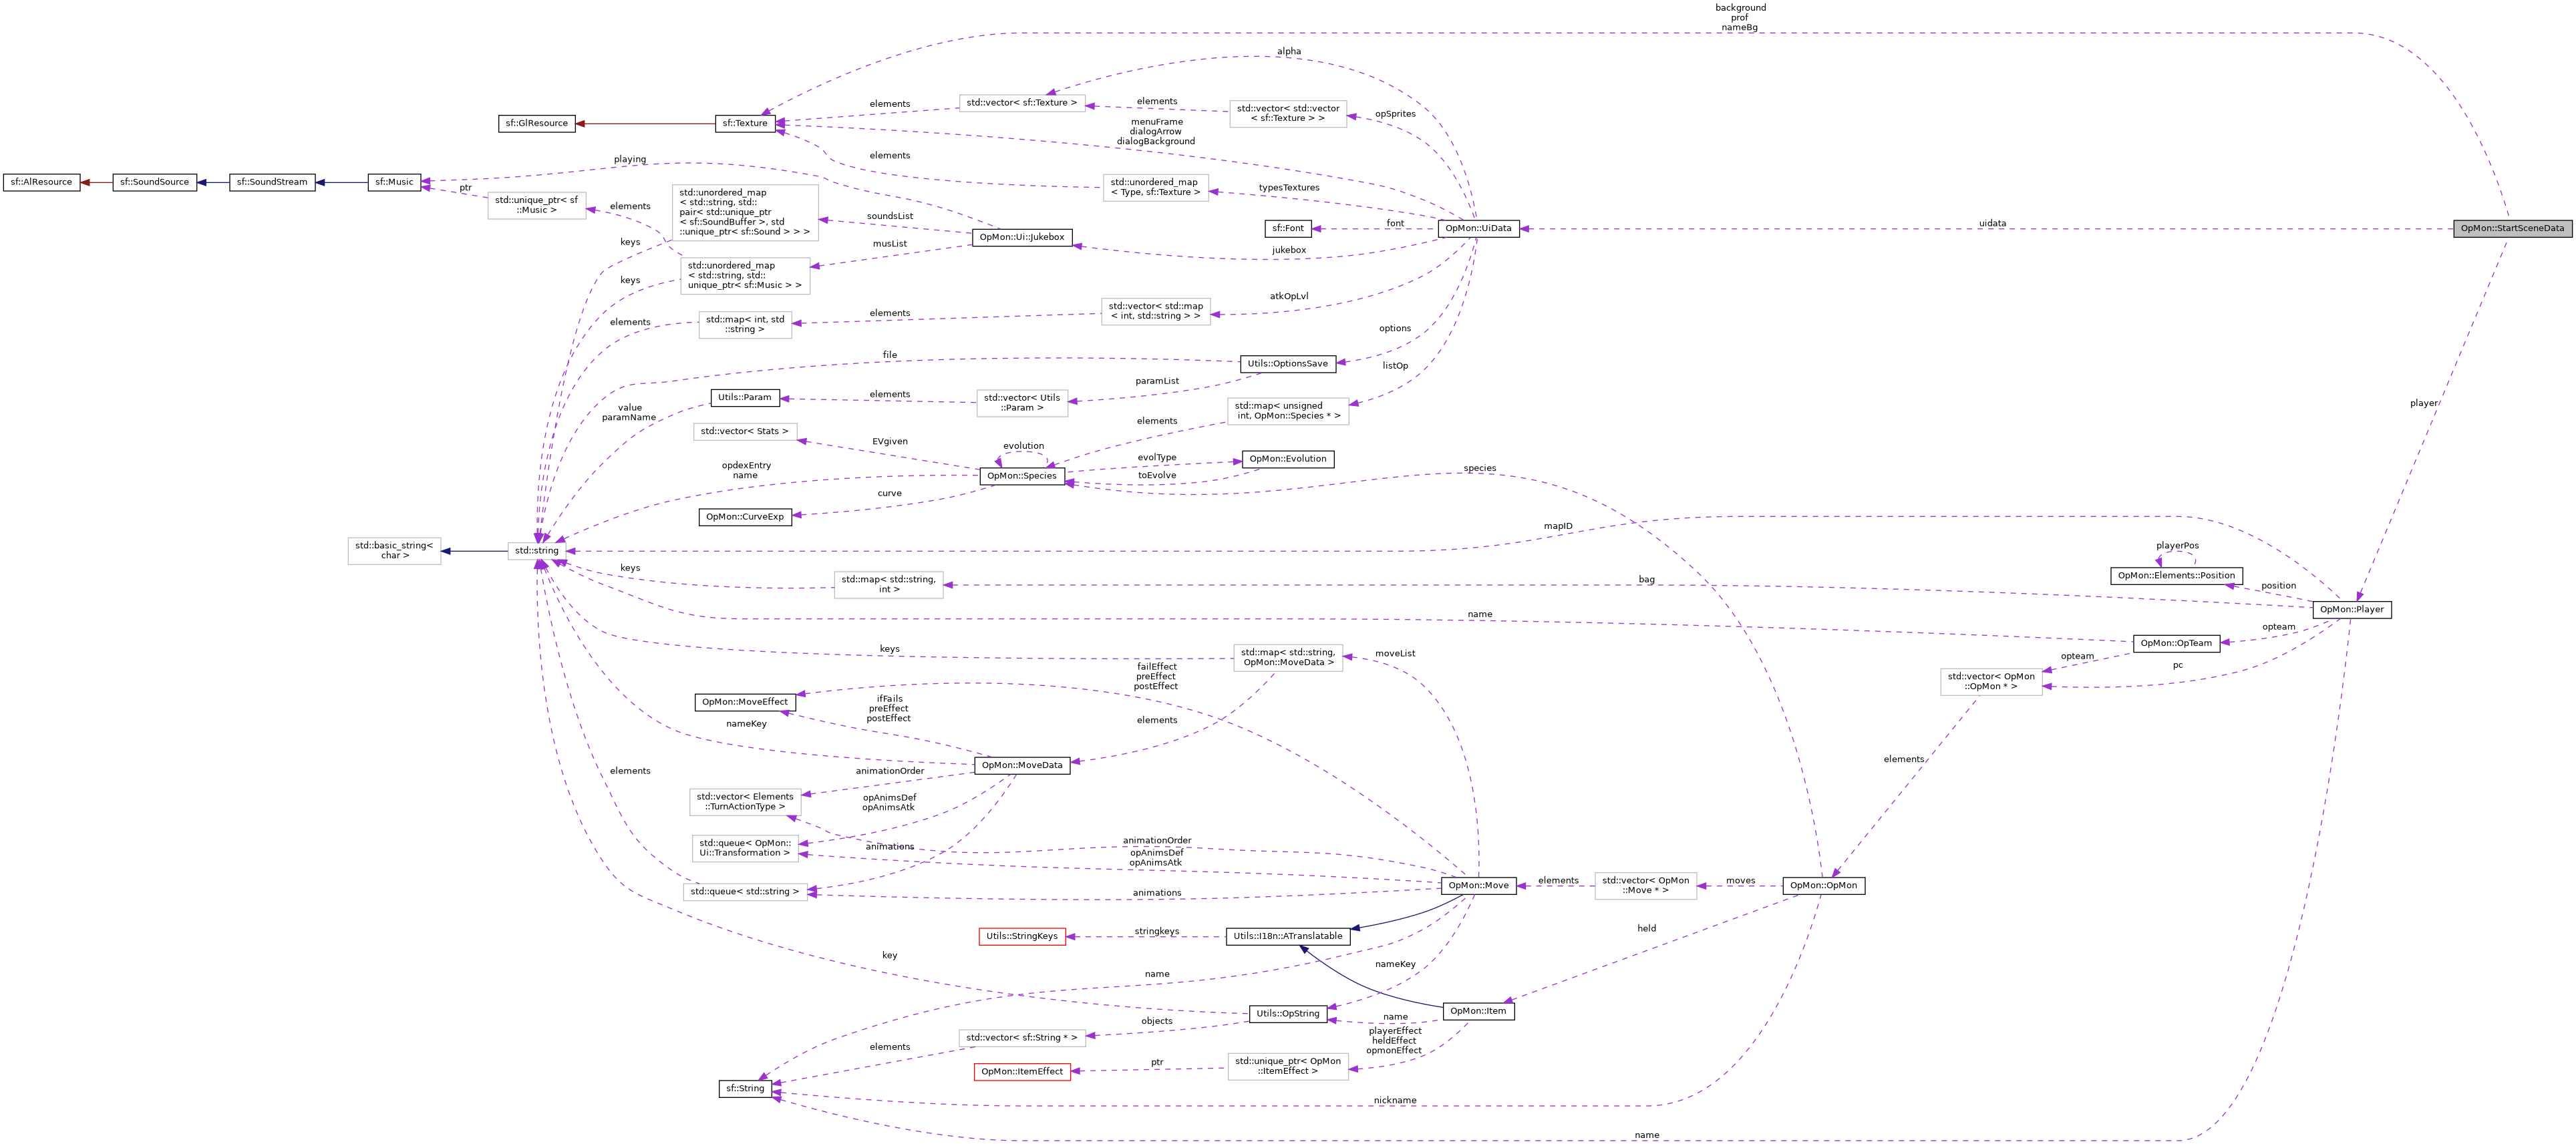 background
prof
nameBg
alpha
elements
std::vector< sf::Texture >
elements
std::vector< std::vector
< sf::Texture > >
opSprites
sf::GlResource
sf::Texture
menuFrame
dialogArrow
dialogBackground
elements
playing
sf::AlResource
sf::SoundSource
sf::SoundStream
sf::Music
ptr
std::unique_ptr< sf
::Music >
elements
std::unordered_map
< std::string, std::
pair< std::unique_ptr
< sf::SoundBuffer >, std
::unique_ptr< sf::Sound > > >
std::unordered_map
< Type, sf::Texture >
typesTextures
soundsList
keys
musList
OpMon::Ui::Jukebox
sf::Font
font
jukebox
OpMon::UiData
uidata
OpMon::StartSceneData
std::unordered_map
< std::string, std::
unique_ptr< sf::Music > >
keys
atkOpLvl
elements
std::map< int, std
::string >
elements
std::vector< std::map
< int, std::string > >
options
file
Utils::OptionsSave
listOp
paramList
Utils::Param
elements
std::vector< Utils
::Param >
value
paramName
std::map< unsigned
int, OpMon::Species * >
player
elements
std::vector< Stats >
EVgiven
evolution
evolType
OpMon::Evolution
toEvolve
species
opdexEntry
name
OpMon::Species
curve
OpMon::CurveExp
mapID
std::basic_string<
char >
std::string
playerPos
OpMon::Elements::Position
position
keys
std::map< std::string,
int >
bag
OpMon::Player
name
opteam
OpMon::OpTeam
opteam
pc
keys
std::map< std::string,
OpMon::MoveData >
moveList
std::vector< OpMon
::OpMon * >
failEffect
preEffect
postEffect
OpMon::MoveEffect
ifFails
preEffect
postEffect
nameKey
elements
elements
OpMon::MoveData
elements
animationOrder
std::vector< Elements
::TurnActionType >
opAnimsDef
opAnimsAtk
std::queue< OpMon::
Ui::Transformation >
animations
animationOrder
opAnimsDef
opAnimsAtk
std::queue< std::string >
animations
OpMon::Move
elements
std::vector< OpMon
::Move * >
moves
OpMon::OpMon
Utils::StringKeys
stringkeys
Utils::I18n::ATranslatable
held
key
name
nameKey
Utils::OpString
OpMon::Item
name
objects
std::vector< sf::String * >
elements
playerEffect
heldEffect
opmonEffect
OpMon::ItemEffect
ptr
std::unique_ptr< OpMon
::ItemEffect >
sf::String
nickname
name